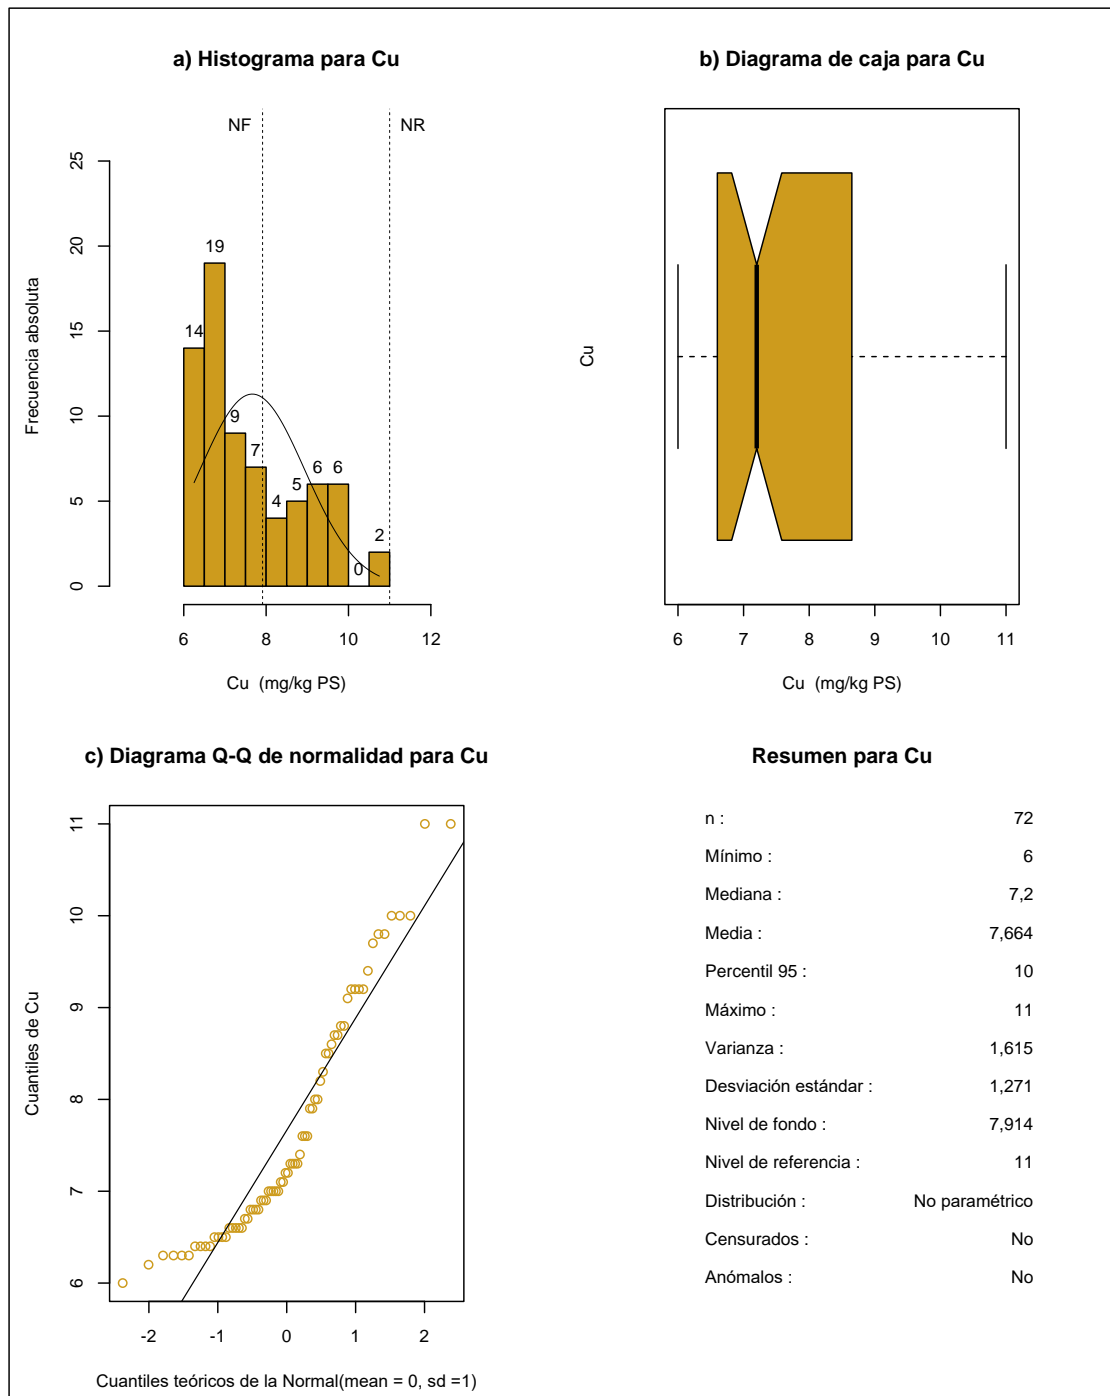 a) Histograma para Cu
NF
NR
25
20
15
10
5
0
Frecuencia absoluta
14
19
9
7
4
5
6
6
0
2
6 8 10 12
Cu (mg/kg PS)
b) Diagrama de caja para Cu
Cu
6 7 8 9 10 11
Cu (mg/kg PS)
c) Diagrama Q-Q de normalidad para Cu
11
10
9
8
7
6
Cuantiles de Cu
-2 -1 0 1 2
Cuantiles teóricos de la Normal(mean = 0, sd =1)
Resumen para Cu
n : 72
Mínimo : 6
Mediana : 7,2
Media : 7,664
Percentil 95 : 10
Máximo : 11
Varianza : 1,615
Desviación estándar : 1,271
Nivel de fondo : 7,914
Nivel de referencia : 11
Distribución : No paramétrico
Censurados : No
Anómalos : No